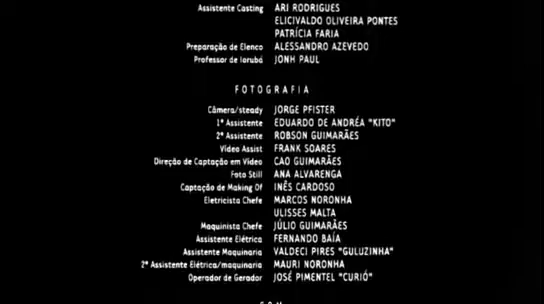 Assistente Casting ARI RODRIGUES
ELICIVALDO OLIVEIRA PONTES
PATRÍCIA FARIA
Preparação de Elenco ALESSANDRO AZEVEDO
Professor de Iorubá JONH PAUL
FOTOGRAFIA
Câmera/steady JORGE PFISTER
1º Assistente EDUARDO DE ANDRÉA "KITO"
2º Assistente ROBSON GUIMARÃES
Vídeo Assist FRANK SOARES
Direção de Captação em Vídeo CAO GUIMARÃES
Foto Still ANA ALVARENGA
Captação de Making Of INÊS CARDOSO
Eletricista Chefe MARCOS NORONHA
ULISSES MALTA
Maquinista Chefe JÚLIO GUIMARÃES
Assistente Elétrica FERNANDO BAÍA
Assistente Maquinaria VALDECI PIRES "GULUZINHA"
2º Assistente Elétrica/maquinaria MAURI NORONHA
Operador de Gerador JOSÉ PIMENTEL "CURIÓ"